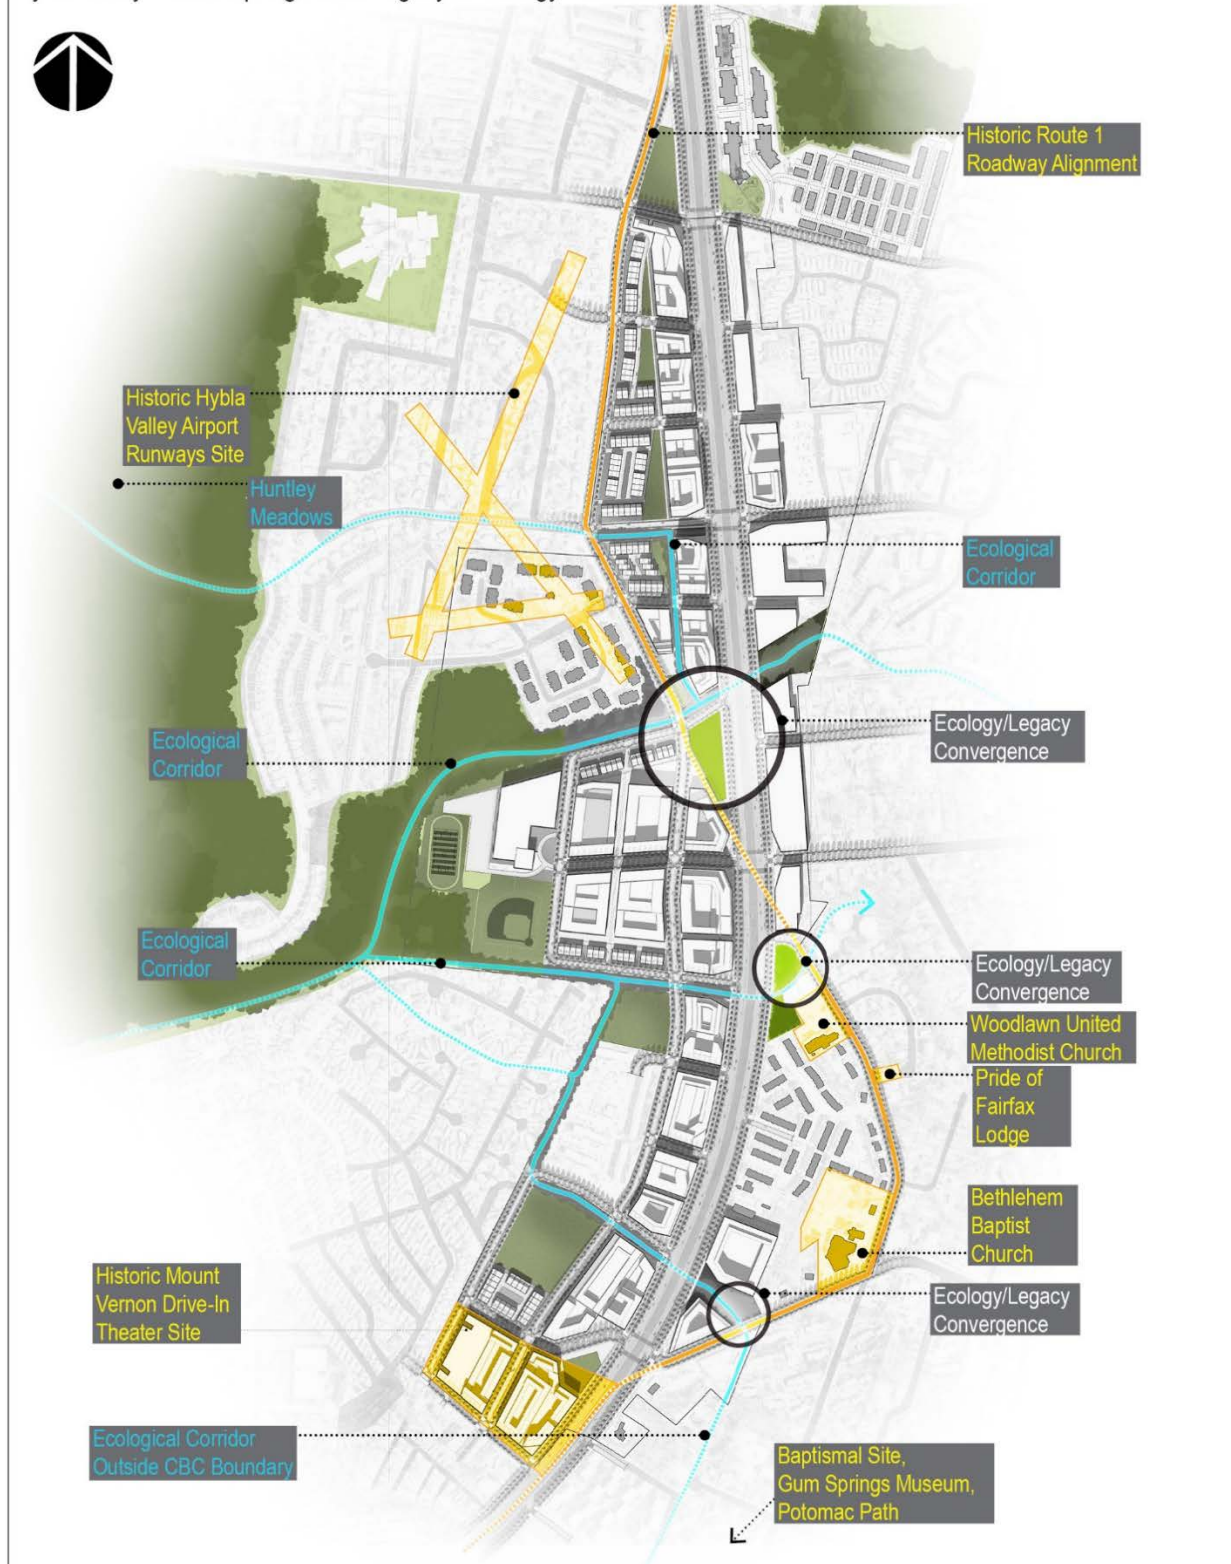 Historic Route 1
Roadway Alignment
Historic Hybla
Valley Airport
Runways Site
Huntley
Meadows
Ecological
Corridor
Ecology/Legacy
Convergence
Ecological
Corridor
Ecological
Corridor
Ecology/Legacy
Convergence
Woodlawn United
Methodist Church
Pride of
Fairfax
Lodge
Bethlehem
Baptist
Church
Historic Mount
Vernon Drive-In
Theater Site
Ecology/Legacy
Convergence
Ecological Corridor
Outside CBC Boundary
Baptismal Site,
Gum Springs Museum,
Potomac Path